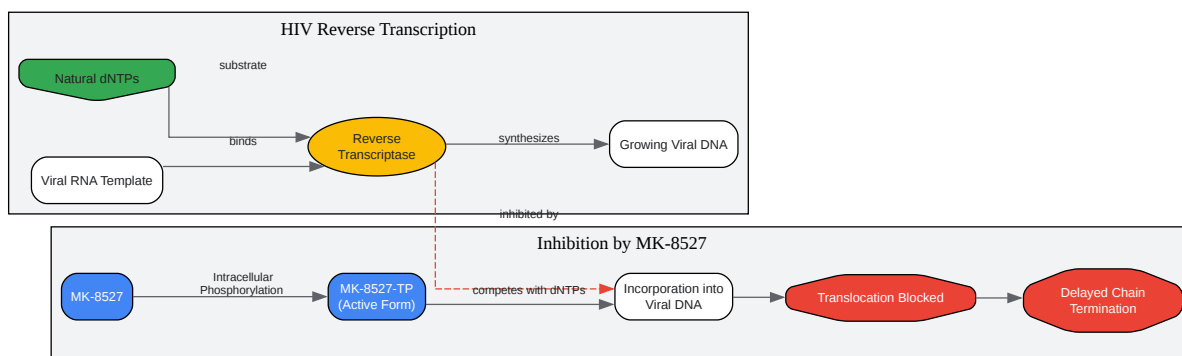 HIV Reverse Transcription
substrate
Natural dNTPs
binds
Reverse
Transcriptase
synthesizes
Growing Viral DNA
Viral RNA Template
inhibited by
Inhibition by MK-8527
MK-8527
Intracellular
Phosphorylation
MK-8527-TP
(Active Form)
competes with dNTPs
Incorporation into
Viral DNA
Translocation Blocked
Delayed Chain
Termination